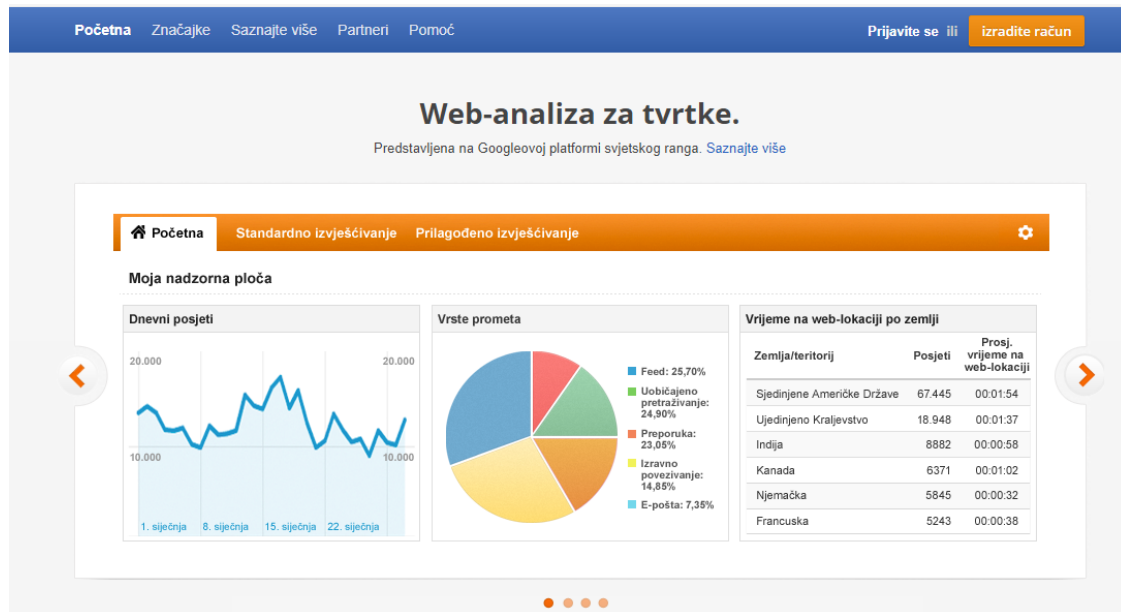 Početna Značajke Saznajte više Partneri Pomoć Prijavite se ili izradite račun
Web-analiza za tvrtke.
Predstavljena na Googleovoj platformi svjetskog ranga. Saznajte više
Početna Standardno izvješćivanje Prilagođeno izvješćivanje
Moja nadzorna ploča
Dnevni posjeti
20.000 20.000
10.000 10.000
1. siječnja 8. siječnja 15. siječnja 22. siječnja
Vrste prometa
Feed: 25,70%
Uobičajeno
pretraživanje:
24,90%
Preporuka:
23,05%
Izravno
povezivanje:
14,85%
E-pošta: 7,35%
Vrijeme na web-lokaciji po zemlji
Zemlja/teritorij Posjeti Prosj.
vrijeme na
web-lokaciji
Sjedinjene Američke Države 67.445 00:01:54
Ujedinjeno Kraljevstvo 18.948 00:01:37
Indija 8882 00:00:58
Kanada 6371 00:01:02
Njemačka 5845 00:00:32
Francuska 5243 00:00:38